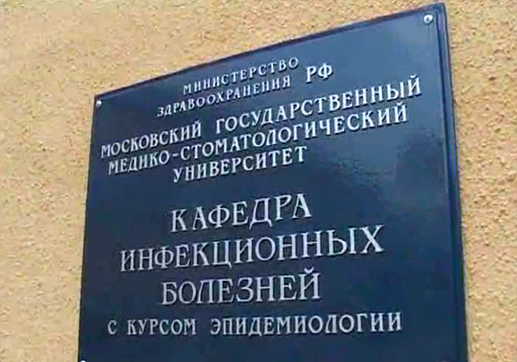 МИНИСТЕРСТВО
ЗДРАВООХРАНЕНИЯ РФ
МОСКОВСКИЙ ГОСУДАРСТВЕННЫЙ
МЕДИКО-СТОМАТОЛОГИЧЕСКИЙ
УНИВЕРСИТЕТ
КАФЕДРА
ИНФЕКЦИОННЫХ
БОЛЕЗНЕЙ
С КУРСОМ ЭПИДЕМИОЛОГИИ